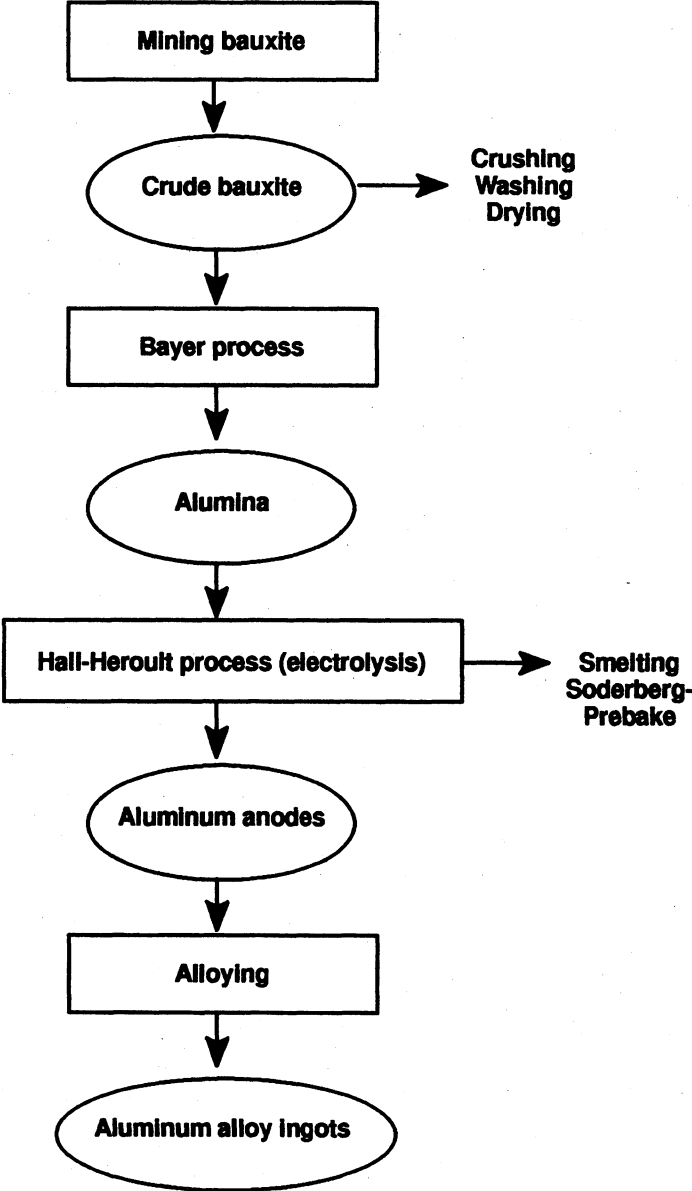 Mining bauxite
Crude bauxite
Crushing
Washing
Drying
Bayer process
Alumina
Hall-Heroult process (electrolysis)
Smelting
Soderberg-
Prebake
Aluminum anodes
Alloying
Aluminum alloy ingots